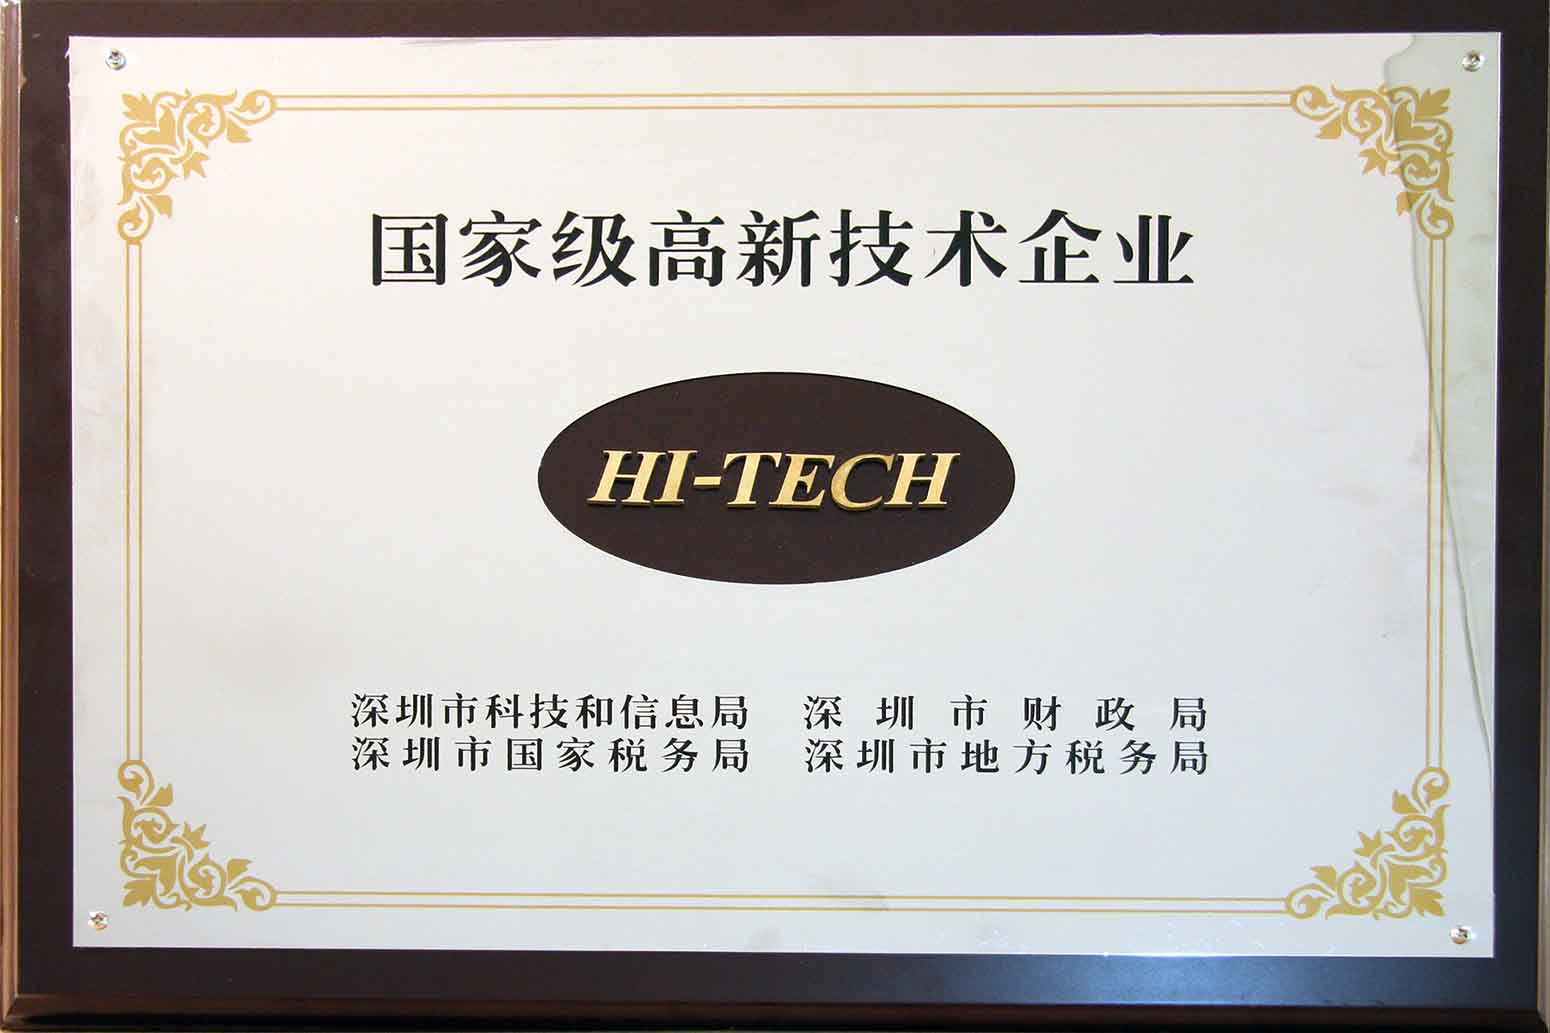 国家级高新技术企业
HI-TECH
深圳市科技和信息局 深圳市财政局
深圳市国家税务局 深圳市地方税务局